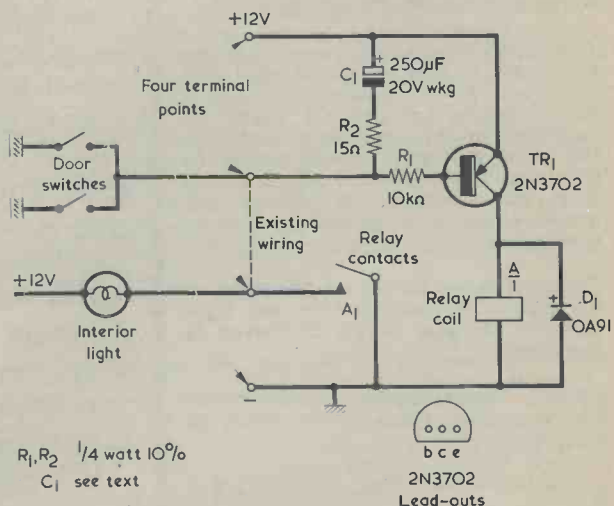 +12V
Four terminal
points
+
C1
250µF
20V wkg
R2
15Ω
R1
10kΩ
TR1
2N3702
Door
switches
Existing
wiring
Relay
contacts
+12V
Interior
light
A1
Relay
coil
A
1
+
D1
OA91
−
R1,R2 1/4 watt 10%
C1 see text
b c e
2N3702
Lead-outs